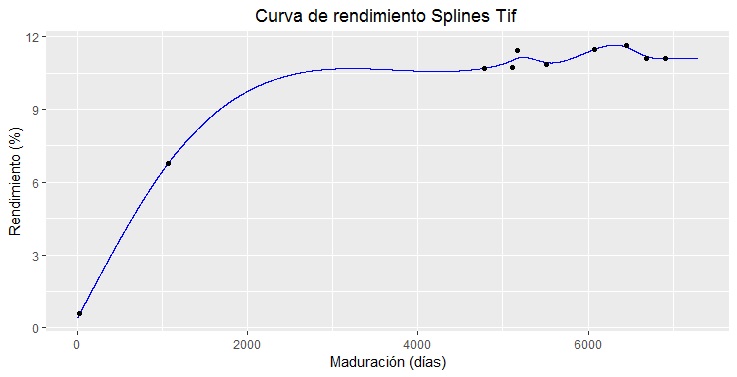 Curva de rendimiento Splines Tif
12
9
6
3
0
Rendimiento (%)
0 2000 4000 6000
Maduración (días)